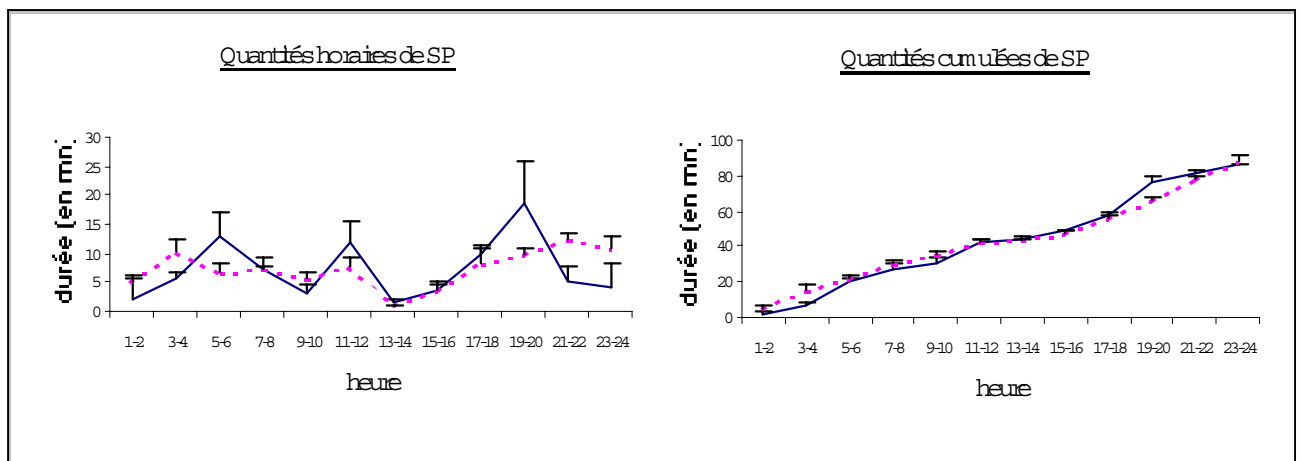 Quantités horaires de SP
durée (en mn)
30
25
20
15
10
5
0
1-2 3-4 5-6 7-8 9-10 11-12 13-14 15-16 17-18 19-20 21-22 23-24
heure
Quantités cumulées de SP
durée (en mn)
100
80
60
40
20
0
1-2 3-4 5-6 7-8 9-10 11-12 13-14 15-16 17-18 19-20 21-22 23-24
heure